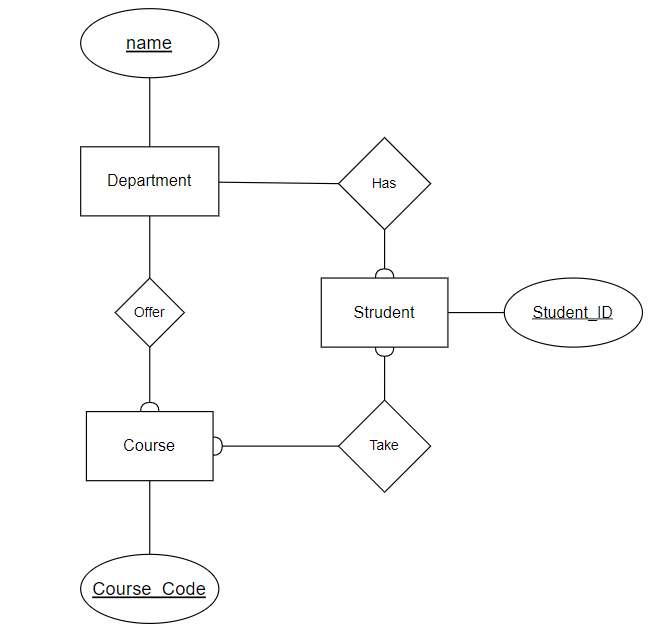 name
Department
Has
Offer
Strudent
Student_ID
Course
Take
Course_Code